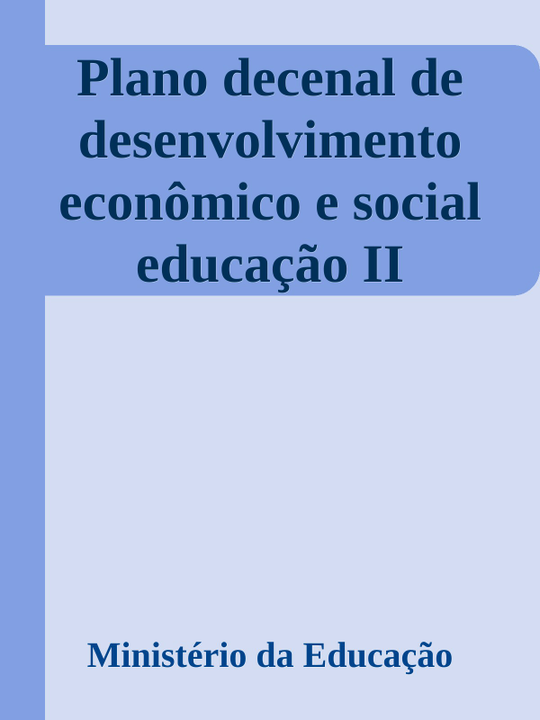 Plano decenal de
desenvolvimento
econômico e social
educação II
Ministério da Educação